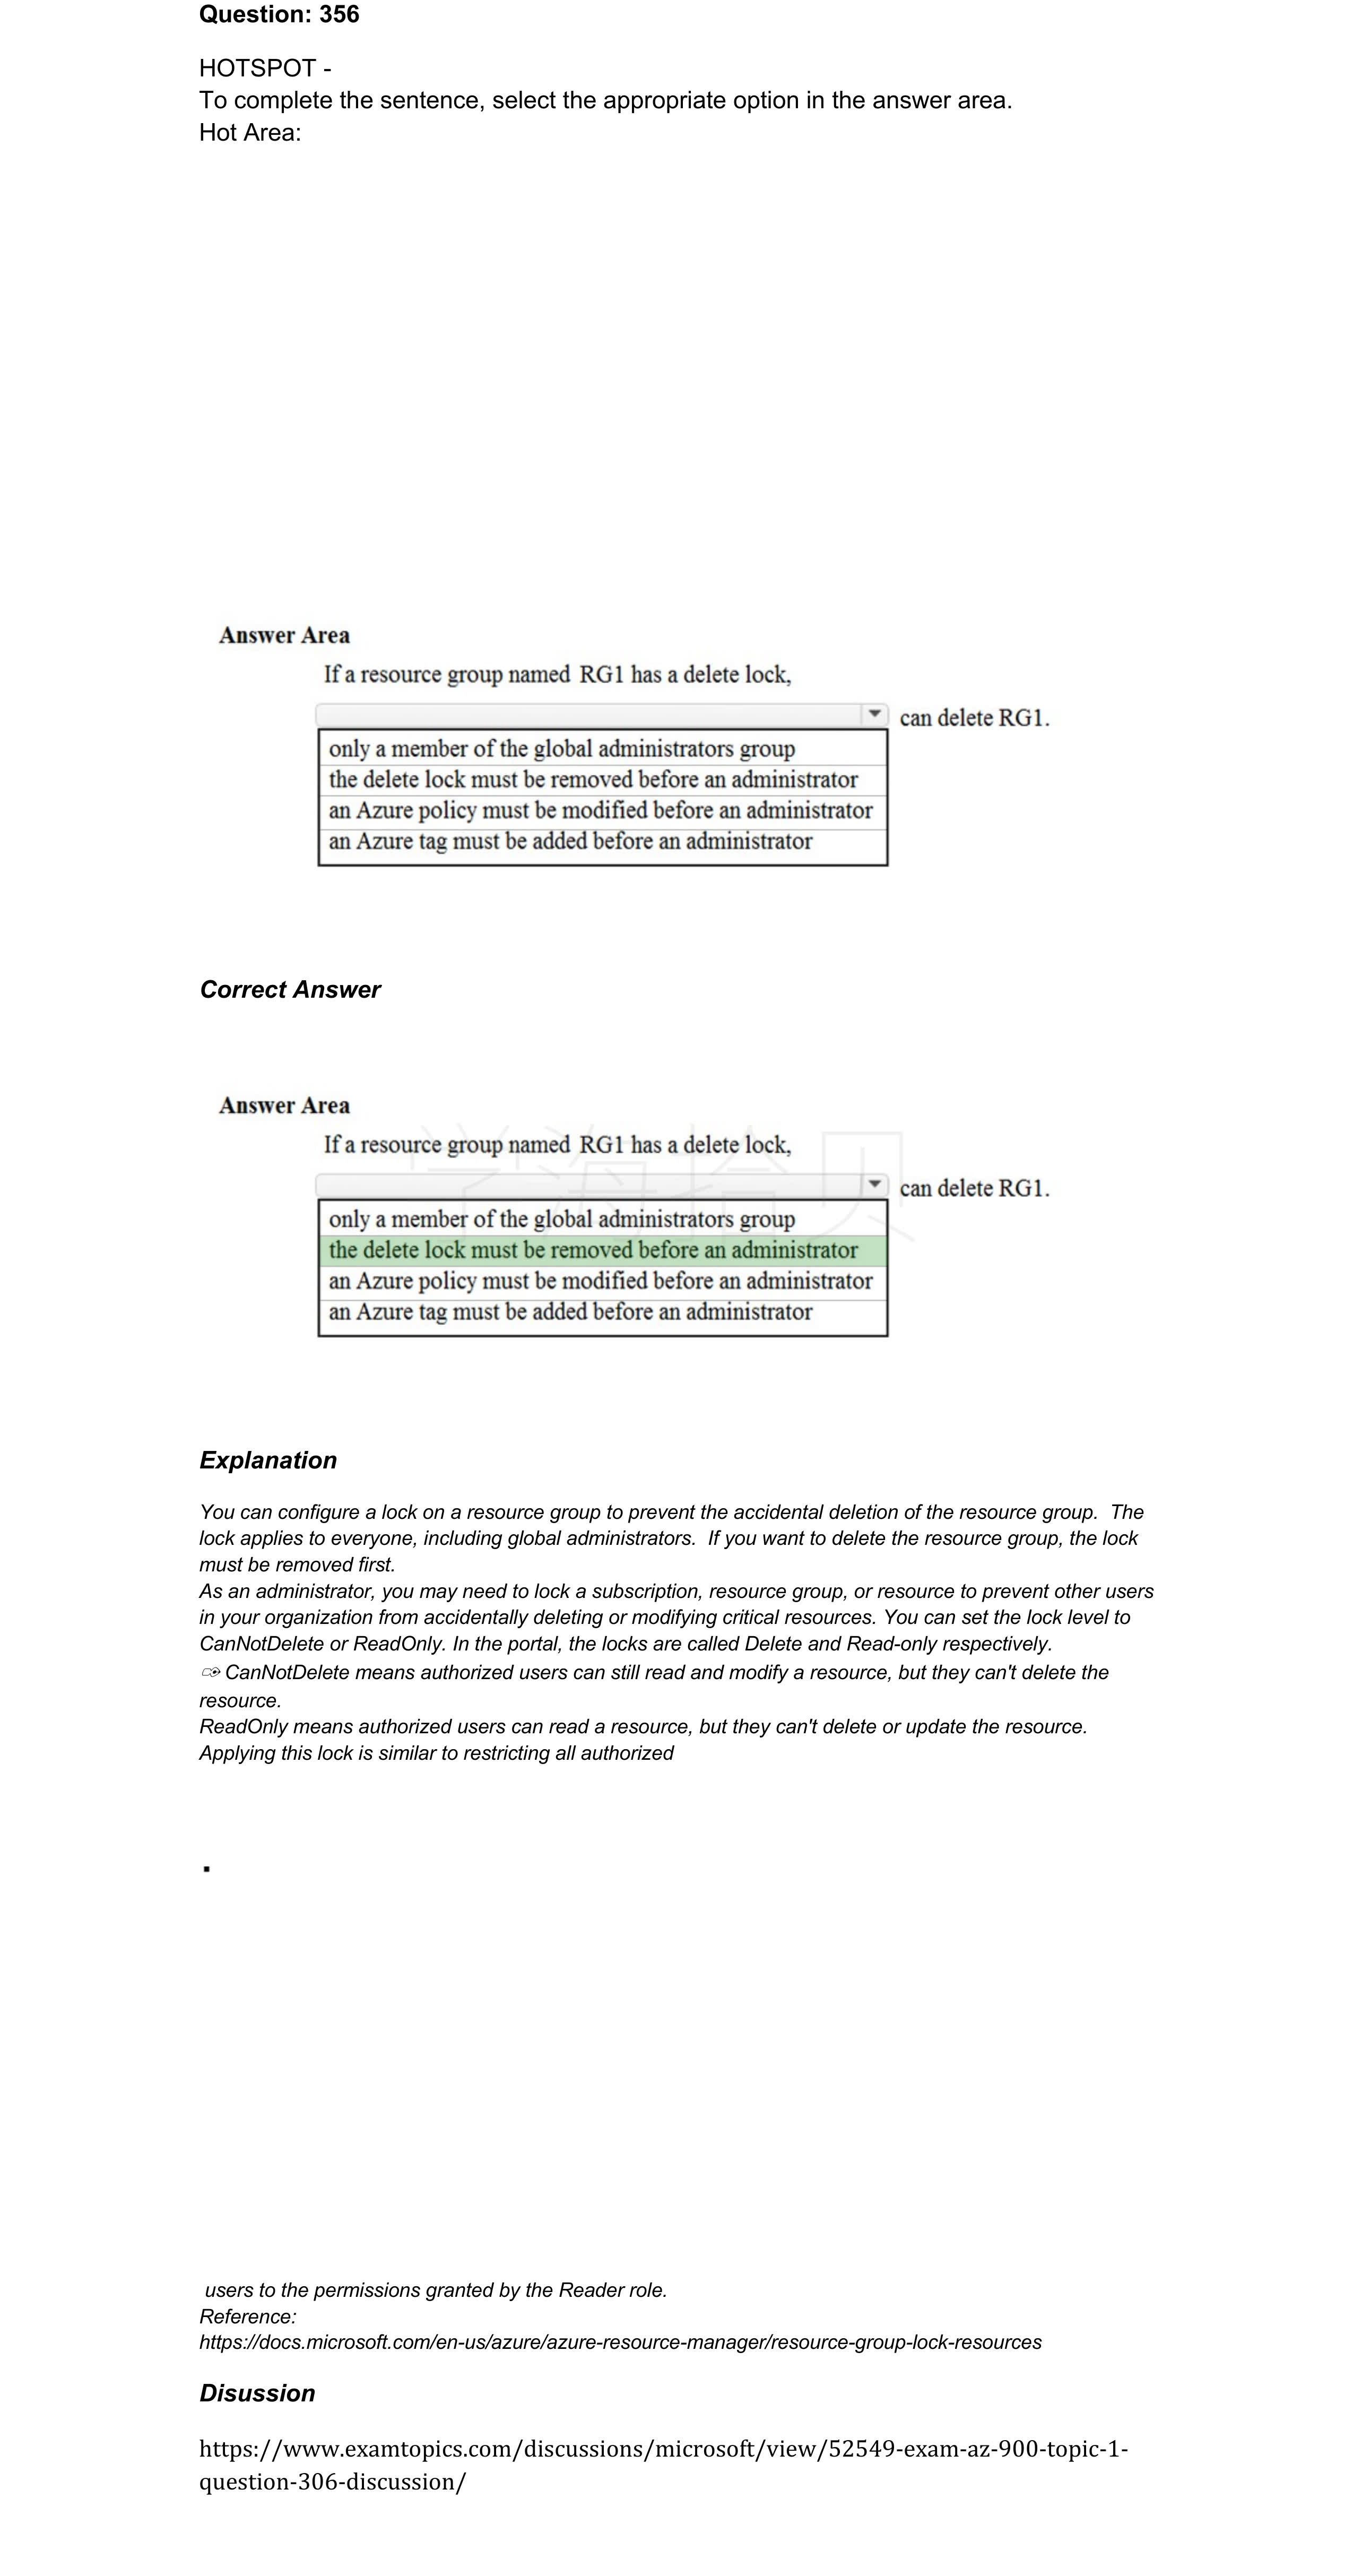 Question: 356
HOTSPOT -
To complete the sentence, select the appropriate option in the answer area.
Hot Area:
Answer Area
If a resource group named RG1 has a delete lock,
can delete RG1.
only a member of the global administrators group
the delete lock must be removed before an administrator
an Azure policy must be modified before an administrator
an Azure tag must be added before an administrator
Correct Answer
Answer Area
If a resource group named RG1 has a delete lock,
学海拾贝
can delete RG1.
only a member of the global administrators group
the delete lock must be removed before an administrator
an Azure policy must be modified before an administrator
an Azure tag must be added before an administrator
Explanation
You can configure a lock on a resource group to prevent the accidental deletion of the resource group. The
lock applies to everyone, including global administrators. If you want to delete the resource group, the lock
must be removed first.
As an administrator, you may need to lock a subscription, resource group, or resource to prevent other users
in your organization from accidentally deleting or modifying critical resources. You can set the lock level to
CanNotDelete or ReadOnly. In the portal, the locks are called Delete and Read-only respectively.
CanNotDelete means authorized users can still read and modify a resource, but they can't delete the
resource.
ReadOnly means authorized users can read a resource, but they can't delete or update the resource.
Applying this lock is similar to restricting all authorized
users to the permissions granted by the Reader role.
Reference:
https://docs.microsoft.com/en-us/azure/azure-resource-manager/resource-group-lock-resources
Disussion
https://www.examtopics.com/discussions/microsoft/view/52549-exam-az-900-topic-1-
question-306-discussion/